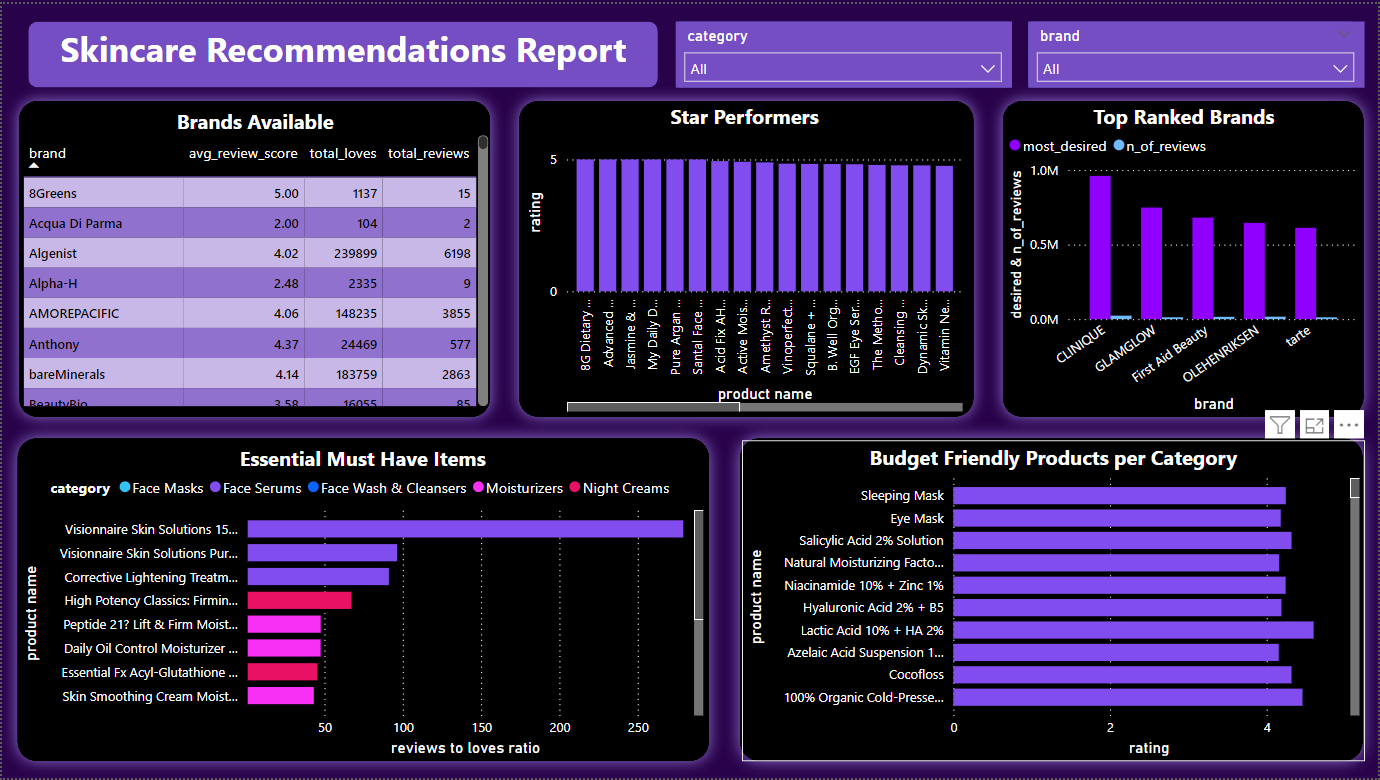 Skincare Recommendations Report
category
All
brand
All
Brands Available
brand avg_review_score total_loves total_reviews
8Greens 5.00 1137 15
Acqua Di Parma 2.00 104 2
Algenist 4.02 239899 6198
Alpha-H 2.48 2335 9
AMOREPACIFIC 4.06 148235 3855
Anthony 4.37 24469 577
bareMinerals 4.14 183759 2863
BeautyBio 3.58 16055 85
Star Performers
rating
5
0
8G Dietary ...
Advanced ...
Jasmine & ...
My Daily D...
Pure Argan ...
Santal Face...
Acid Fix AH...
Active Mois...
Amethyst R...
Vinoperfect...
Squalane + ...
B. Well Org...
EGF Eye Ser...
The Metho...
Cleansing ...
Dynamic Sk...
Vitamin Ne...
product name
Top Ranked Brands
most_desired n_of_reviews
desired & n_of_reviews
1.0M
0.5M
0.0M
CLINIQUE
GLAMGLOW
First Aid Beauty
OLEHENRIKSEN
tarte
brand
Essential Must Have Items
category Face Masks Face Serums Face Wash & Cleansers Moisturizers Night Creams
product name
Visionnaire Skin Solutions 15...
Visionnaire Skin Solutions Pur...
Corrective Lightening Treatm...
High Potency Classics: Firmin...
Peptide 21? Lift & Firm Moist...
Daily Oil Control Moisturizer ...
Essential Fx Acyl-Glutathione ...
Skin Smoothing Cream Moist...
50 100 150 200 250
reviews to loves ratio
Budget Friendly Products per Category
product name
Sleeping Mask
Eye Mask
Salicylic Acid 2% Solution
Natural Moisturizing Facto...
Niacinamide 10% + Zinc 1%
Hyaluronic Acid 2% + B5
Lactic Acid 10% + HA 2%
Azelaic Acid Suspension 1...
Cocofloss
100% Organic Cold-Presse...
0 2 4
rating